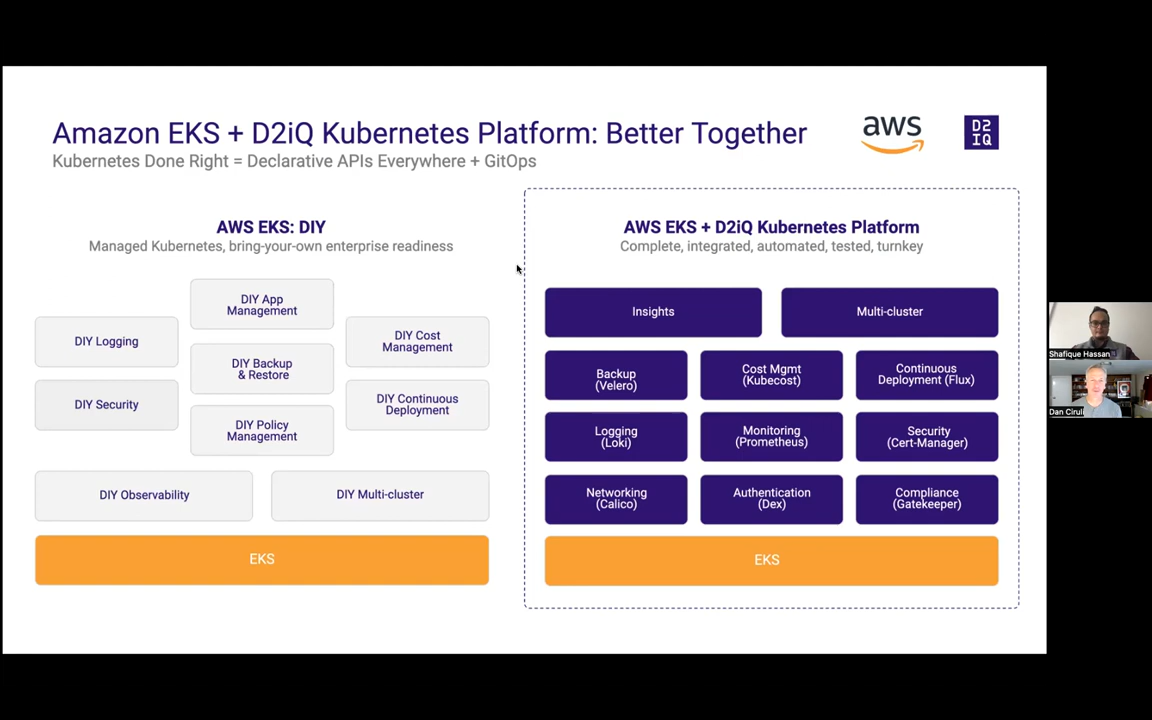 Amazon EKS + D2iQ Kubernetes Platform: Better Together
Kubernetes Done Right = Declarative APIs Everywhere + GitOps
aws
D2
IQ
AWS EKS: DIY
Managed Kubernetes, bring-your-own enterprise readiness
DIY App
Management
DIY Logging
DIY Cost
Management
DIY Backup
& Restore
DIY Security
DIY Continuous
Deployment
DIY Policy
Management
DIY Observability
DIY Multi-cluster
EKS
AWS EKS + D2iQ Kubernetes Platform
Complete, integrated, automated, tested, turnkey
Insights
Multi-cluster
Backup
(Velero)
Cost Mgmt
(Kubecost)
Continuous
Deployment (Flux)
Logging
(Loki)
Monitoring
(Prometheus)
Security
(Cert-Manager)
Networking
(Calico)
Authentication
(Dex)
Compliance
(Gatekeeper)
EKS
Shafique Hassan
Dan Ciruli